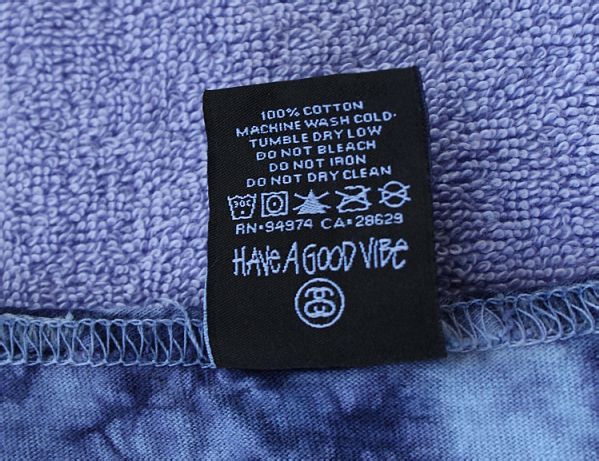 100% COTTON
MACHINE WASH COLD·
TUMBLE DRY LOW
DO NOT BLEACH
DO NOT IRON
DO NOT DRY CLEAN
30C
RN·94974 CA·28629
HAVE A GOOD VIBE